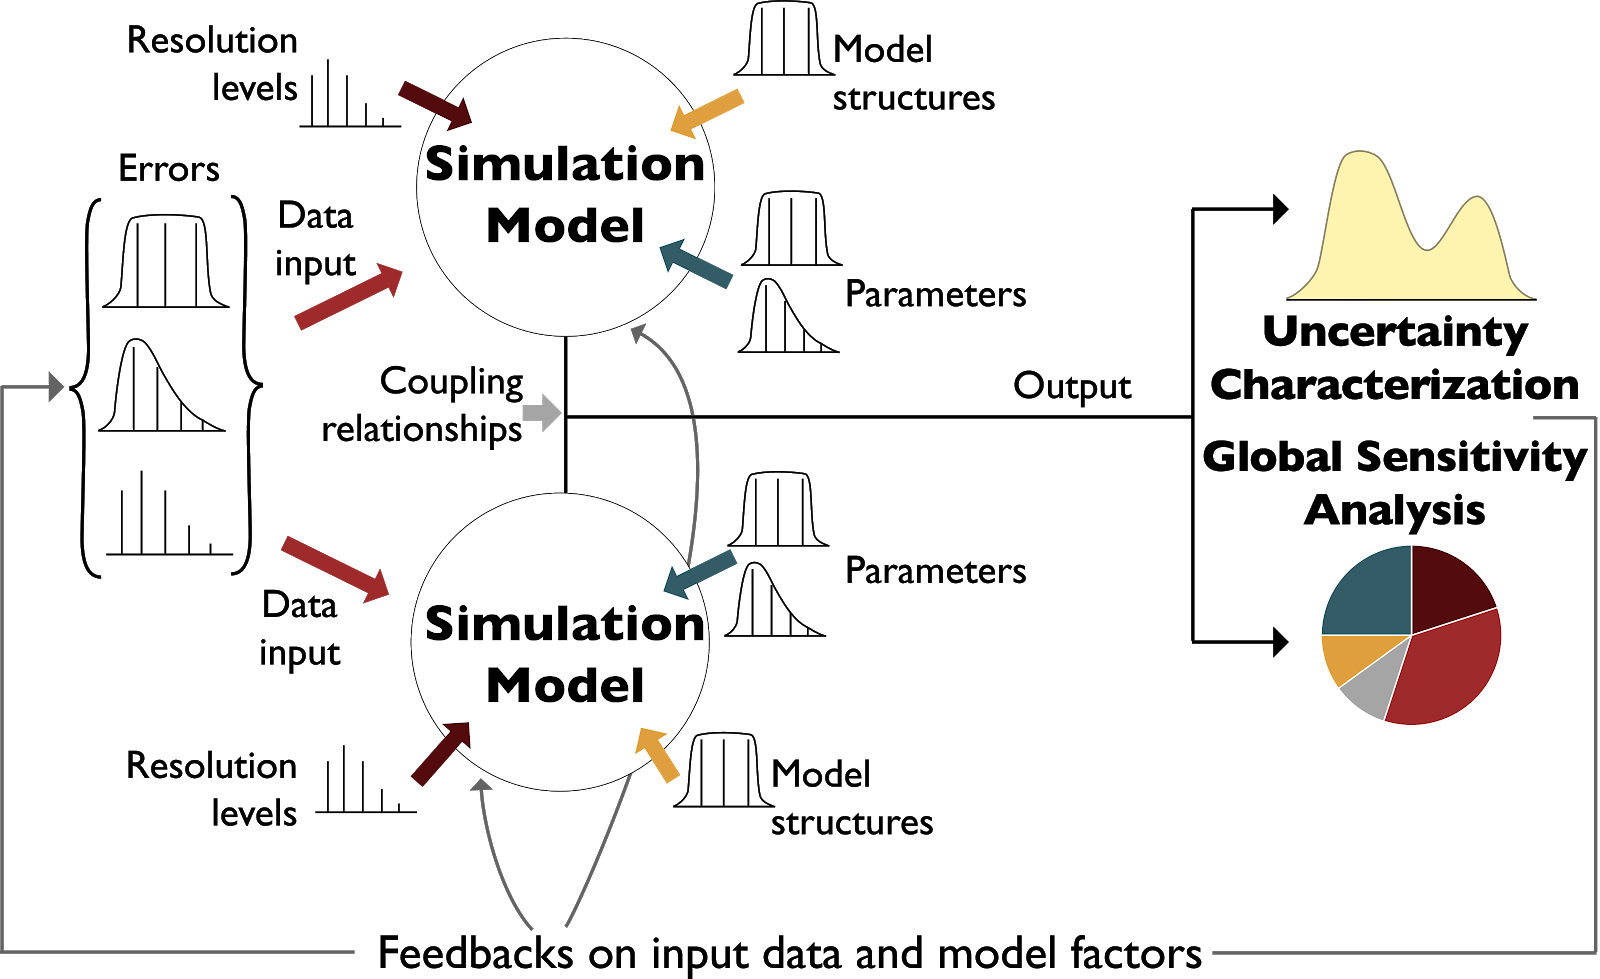 Resolution
levels
Model
structures
Simulation
Model
Errors
Data
input
Parameters
Coupling
relationships
Output
Uncertainty
Characterization
Global Sensitivity
Analysis
Parameters
Simulation
Model
Data
input
Resolution
levels
Model
structures
Feedbacks on input data and model factors